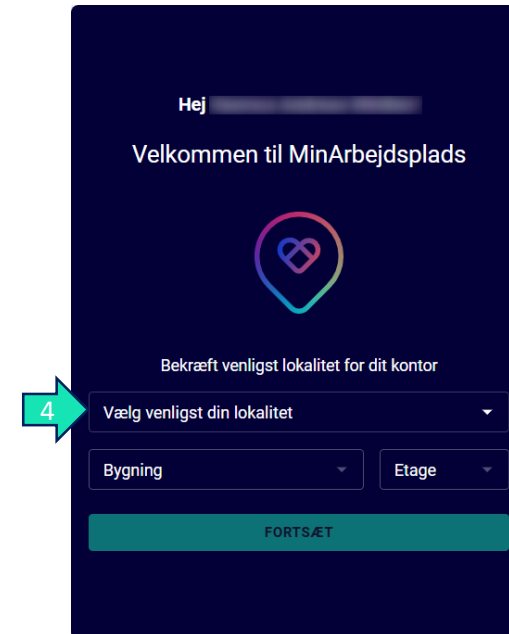 Hej
Velkommen til MinArbejdsplads
Bekræft venligst lokalitet for dit kontor
4
Vælg venligst din lokalitet
Bygning
Etage
FORTSÆT